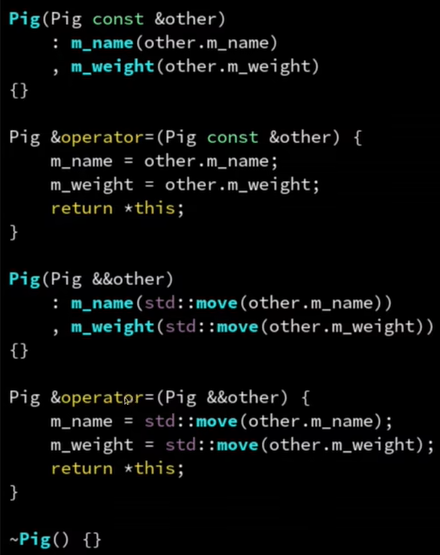 Pig(Pig const &other)
    : m_name(other.m_name)
    , m_weight(other.m_weight)
{}

Pig &operator=(Pig const &other) {
    m_name = other.m_name;
    m_weight = other.m_weight;
    return *this;
}

Pig(Pig &&other)
    : m_name(std::move(other.m_name))
    , m_weight(std::move(other.m_weight))
{}

Pig &operator=(Pig &&other) {
    m_name = std::move(other.m_name);
    m_weight = std::move(other.m_weight);
    return *this;
}

~Pig() {}